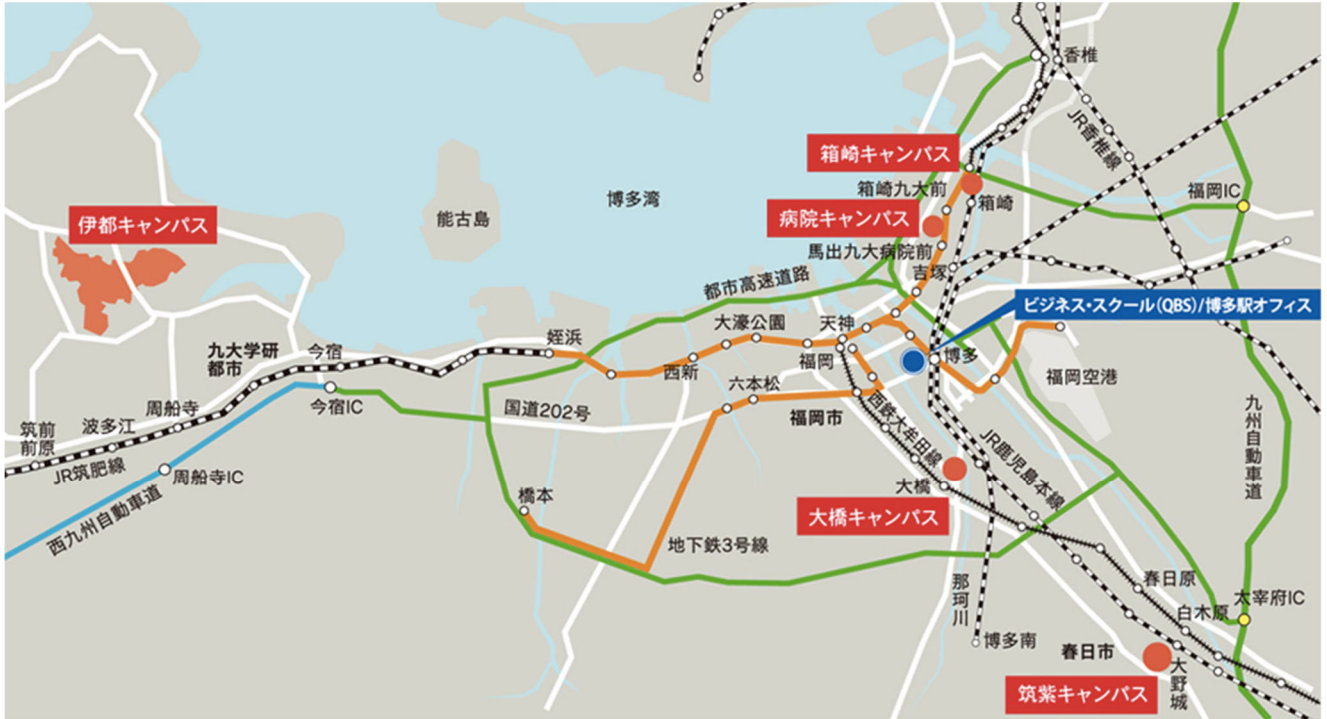 香椎
JR香椎線
箱崎キャンパス
箱崎九大前
福岡IC
箱崎
伊都キャンパス
能古島
博多湾
病院キャンパス
馬出九大病院前
吉塚
都市高速道路
ビジネス・スクール(QBS)/博多駅オフィス
大濠公園
天神
姪浜
福岡
博多
九大学研
都市
今宿
西新
六本松
福岡空港
今宿IC
国道202号
福岡市
西鉄大牟田線
九州自動車道
周船寺
波多江
筑前
前原
JR筑肥線
周船寺IC
JR鹿児島本線
大橋
西九州自動車道
橋本
大橋キャンパス
地下鉄3号線
那珂川
春日原
太宰府IC
白木原
博多南
春日市
大野城
筑紫キャンパス